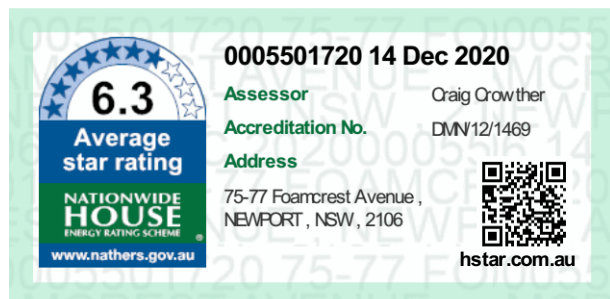 0005501720 14 Dec 2020
Assessor Craig Crowther
Accreditation No. DMN/12/1469
Address
75-77 Foamcrest Avenue ,
NEWPORT , NSW , 2106
hstar.com.au
6.3
Average
star rating
NATIONWIDE
HOUSE
ENERGY RATING SCHEME ®
www.nathers.gov.au